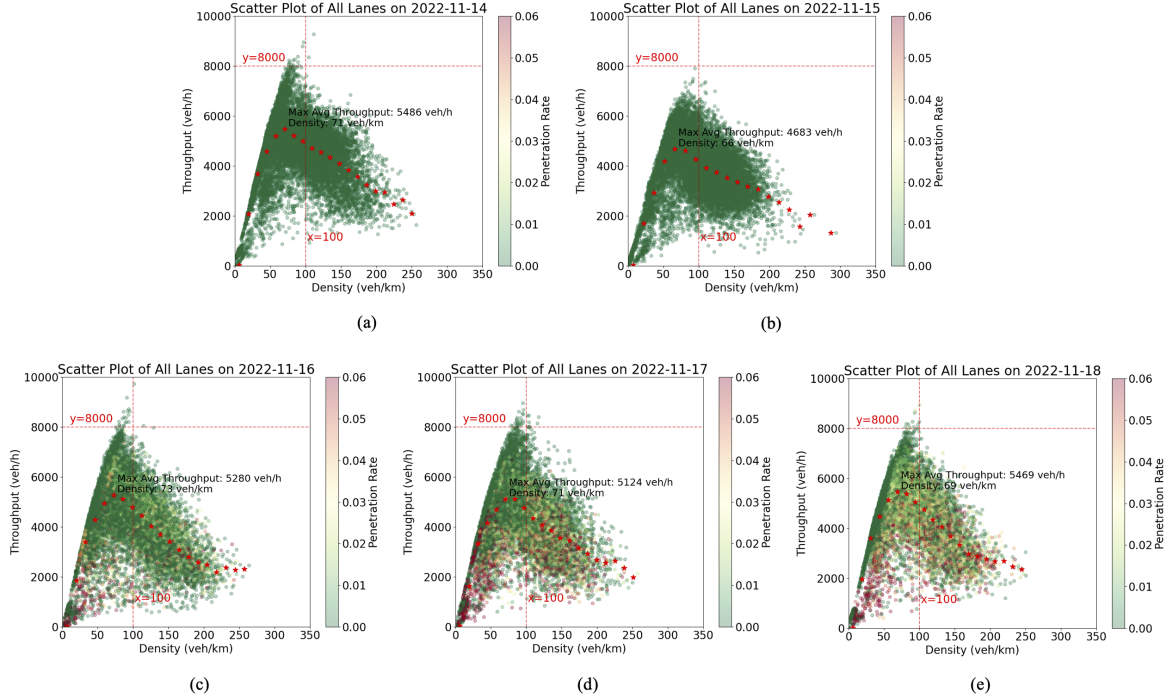 Scatter Plot of All Lanes on 2022-11-14
10000
8000
6000
4000
2000
0
Throughput (veh/h)
y=8000
Max Avg Throughput: 5486 veh/h
Density: 71 veh/km
x=100
0 50 100 150 200 250 300 350
Density (veh/km)
0.06
0.05
0.04
0.03
0.02
0.01
0.00
Penetration Rate
(a)
Scatter Plot of All Lanes on 2022-11-15
10000
8000
6000
4000
2000
0
Throughput (veh/h)
y=8000
Max Avg Throughput: 4683 veh/h
Density: 66 veh/km
x=100
0 50 100 150 200 250 300 350
Density (veh/km)
0.06
0.05
0.04
0.03
0.02
0.01
0.00
Penetration Rate
(b)
Scatter Plot of All Lanes on 2022-11-16
10000
8000
6000
4000
2000
0
Throughput (veh/h)
y=8000
Max Avg Throughput: 5280 veh/h
Density: 73 veh/km
x=100
0 50 100 150 200 250 300 350
Density (veh/km)
0.06
0.05
0.04
0.03
0.02
0.01
0.00
Penetration Rate
(c)
Scatter Plot of All Lanes on 2022-11-17
10000
8000
6000
4000
2000
0
Throughput (veh/h)
y=8000
Max Avg Throughput: 5124 veh/h
Density: 71 veh/km
x=100
0 50 100 150 200 250 300 350
Density (veh/km)
0.06
0.05
0.04
0.03
0.02
0.01
0.00
Penetration Rate
(d)
Scatter Plot of All Lanes on 2022-11-18
10000
8000
6000
4000
2000
0
Throughput (veh/h)
y=8000
Max Avg Throughput: 5469 veh/h
Density: 69 veh/km
x=100
0 50 100 150 200 250 300 350
Density (veh/km)
0.06
0.05
0.04
0.03
0.02
0.01
0.00
Penetration Rate
(e)